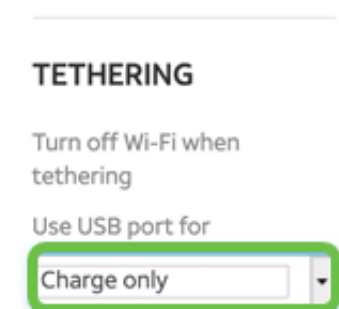 TETHERING
Turn off Wi-Fi when
tethering
Use USB port for
Charge only